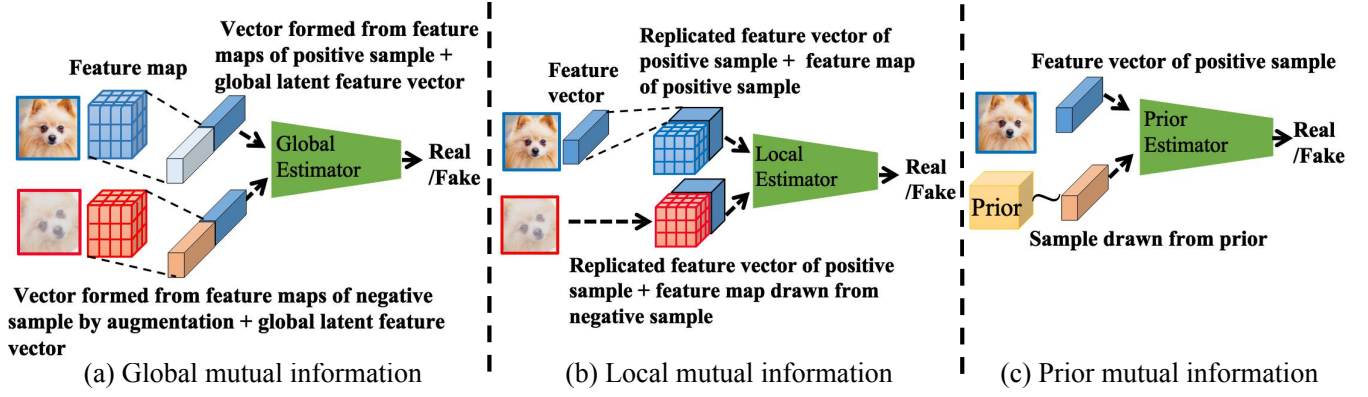 Vector formed from feature
maps of positive sample +
global latent feature vector
Feature map
Global
Estimator
Real
/Fake
Vector formed from feature maps of negative
sample by augmentation + global latent feature
vector
(a) Global mutual information
Replicated feature vector of
positive sample + feature map
of positive sample
Feature
vector
Local
Estimator
Real
/Fake
Replicated feature vector of positive
sample + feature map drawn from
negative sample
(b) Local mutual information
Feature vector of positive sample
Prior
Estimator
Real
/Fake
Prior
Sample drawn from prior
(c) Prior mutual information